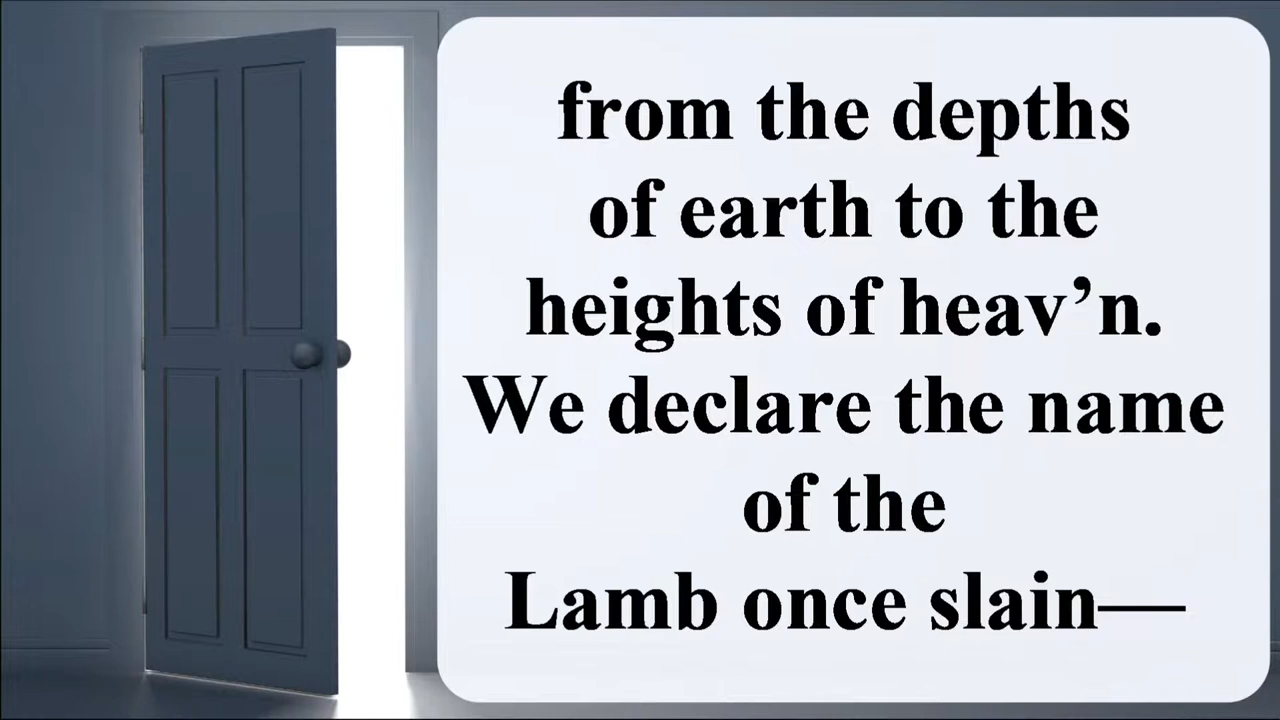 from the depths
of earth to the
heights of heav’n.
We declare the name
of the
Lamb once slain—